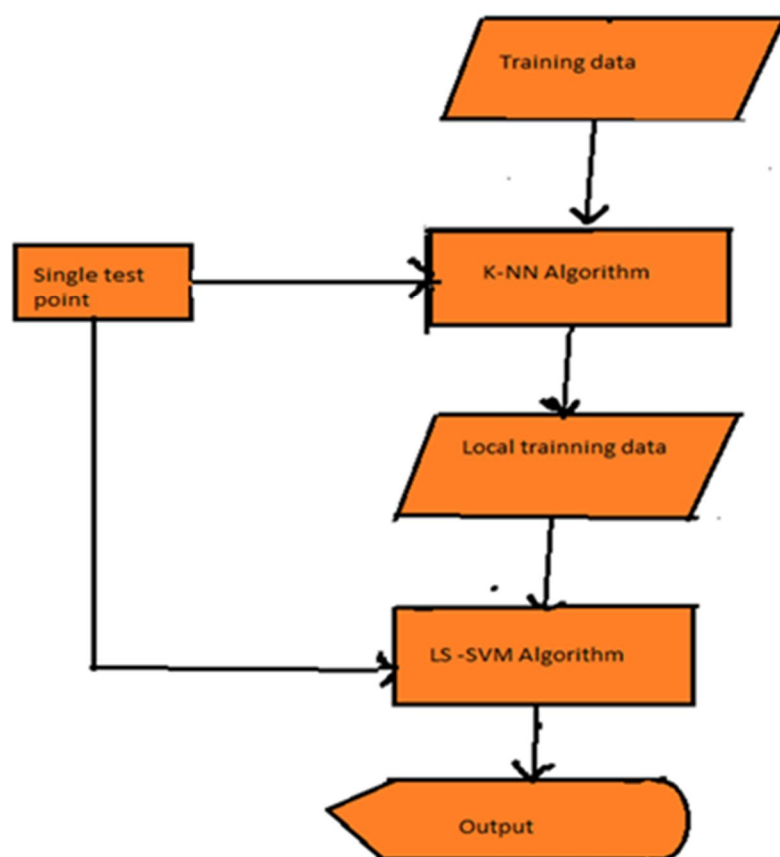 Training data
Single test
point
K-NN Algorithm
Local trainning data
LS -SVM Algorithm
Output